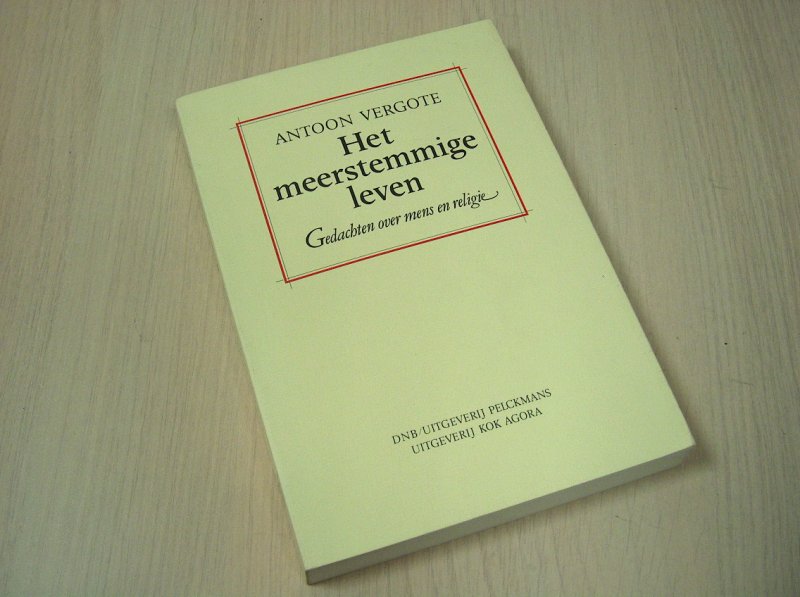 ANTOON VERGOTE
Het
meerstemmige
leven
Gedachten over mens en religie
DNB/UITGEVERIJ PELCKMANS
UITGEVERIJ KOK AGORA